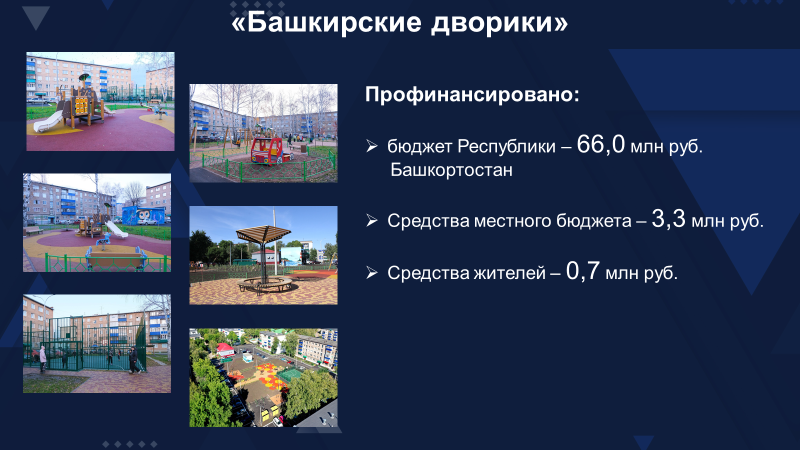 «Башкирские дворики»
Профинансировано:
➢ бюджет Республики – 66,0 млн руб.
Башкортостан
➢ Средства местного бюджета – 3,3 млн руб.
➢ Средства жителей – 0,7 млн руб.